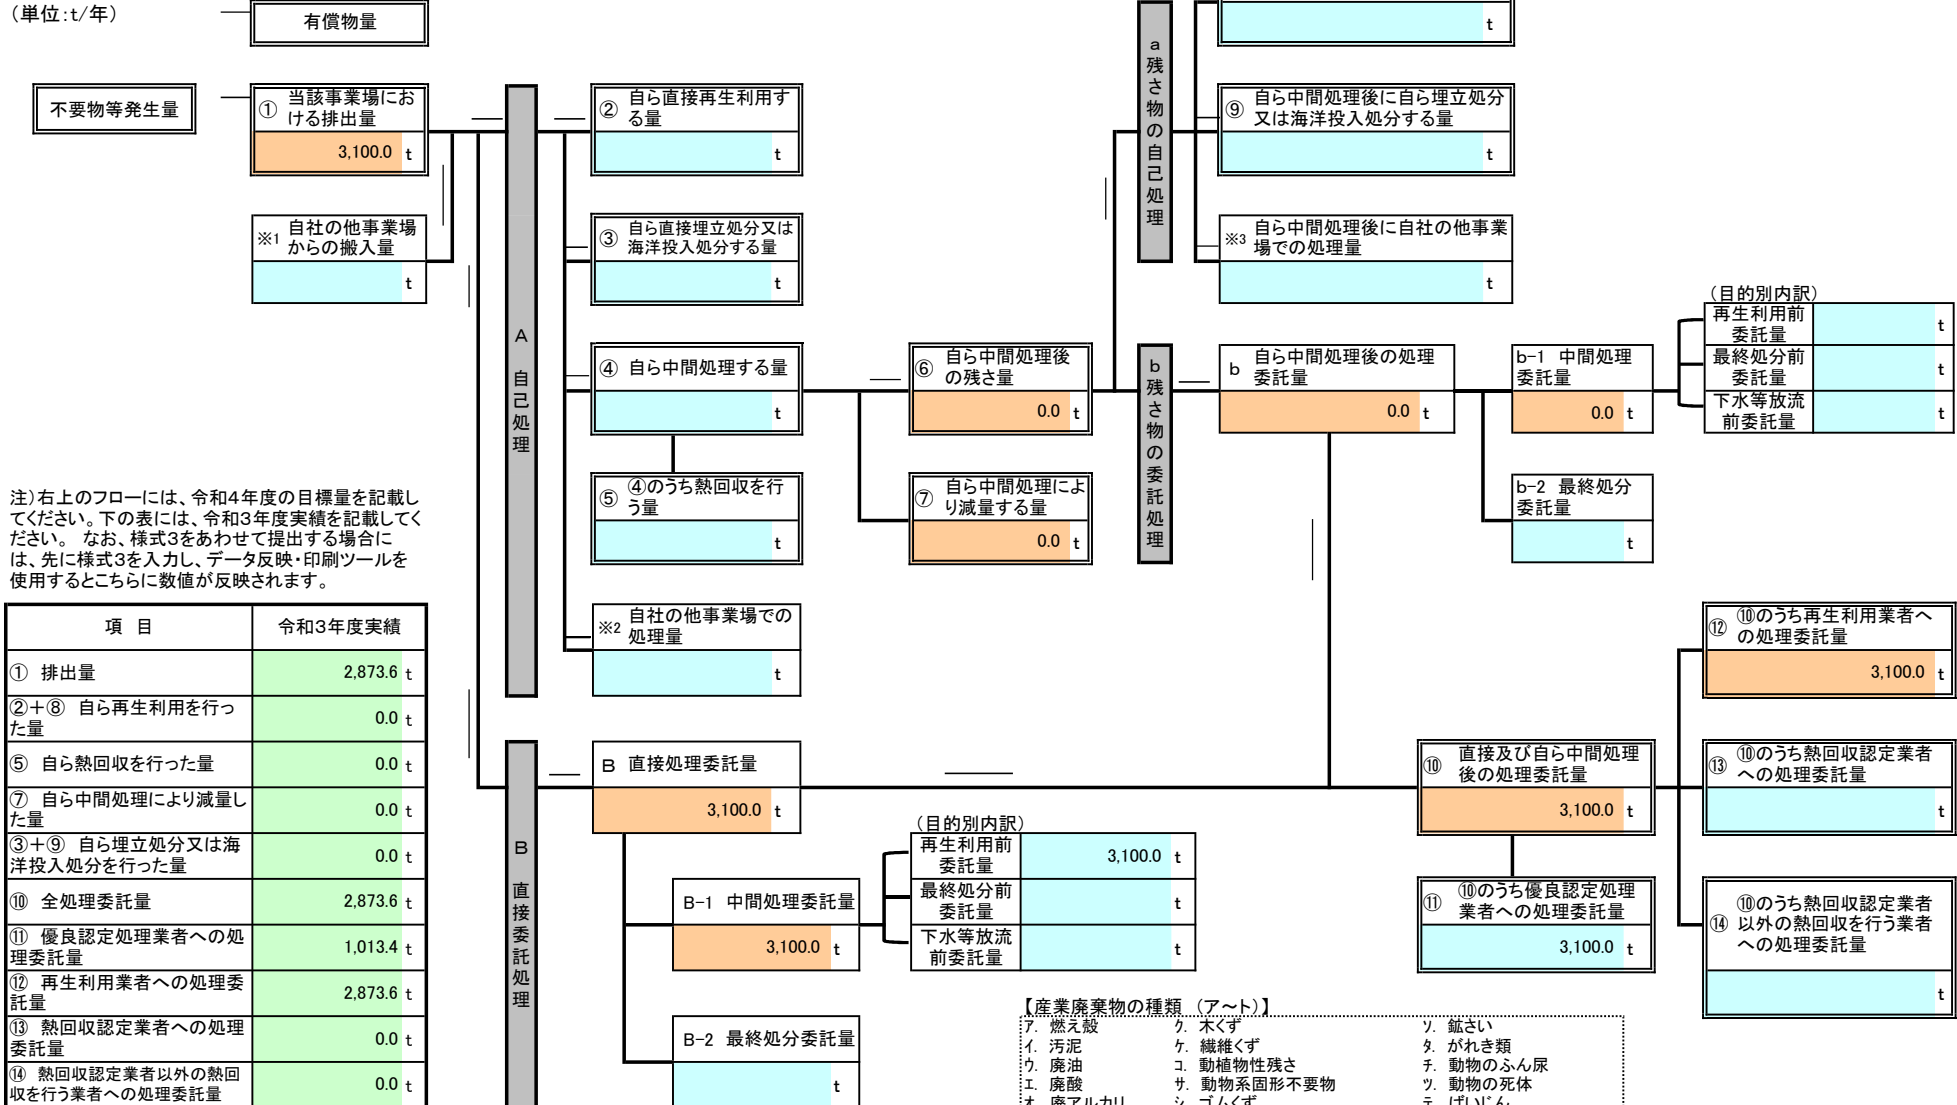 （単位:t/年）
有償物量
t
不要物等発生量
① 当該事業場にお
ける排出量
3,100.0 t
※1 自社の他事業場
からの搬入量
t
A 自己処理
② 自ら直接再生利用す
る量
t
③ 自ら直接埋立処分又は
海洋投入処分する量
t
④ 自ら中間処理する量
t
⑤ ④のうち熱回収を行
う量
t
※2 自社の他事業場での
処理量
t
⑥ 自ら中間処理後
の残さ量
0.0 t
⑦ 自ら中間処理によ
り減量する量
0.0 t
a 残さ物の自己処理
⑨ 自ら中間処理後に自ら埋立処分
又は海洋投入処分する量
t
※3 自ら中間処理後に自社の他事業
場での処理量
t
b 残さ物の委託処理
b 自ら中間処理後の処理
委託量
0.0 t
b-1 中間処理
委託量
0.0 t
b-2 最終処分
委託量
t
（目的別内訳）
再生利用前
委託量
t
最終処分前
委託量
t
下水等放流
前委託量
t
注）右上のフローには、令和４年度の目標量を記載し
てください。下の表には、令和３年度実績を記載してく
ださい。 なお、様式３をあわせて提出する場合に
は、先に様式３を入力し、データ反映・印刷ツールを
使用するとこちらに数値が反映されます。
項 目 令和３年度実績
① 排出量 2,873.6 t
②＋⑧ 自ら再生利用を行っ
た量
0.0 t
⑤ 自ら熱回収を行った量 0.0 t
⑦ 自ら中間処理により減量し
た量
0.0 t
③＋⑨ 自ら埋立処分又は海
洋投入処分を行った量
0.0 t
⑩ 全処理委託量 2,873.6 t
⑪ 優良認定処理業者への処
理委託量
1,013.4 t
⑫ 再生利用業者への処理委
託量
2,873.6 t
⑬ 熱回収認定業者への処理
委託量
0.0 t
⑭ 熱回収認定業者以外の熱回
収を行う業者への処理委託量
0.0 t
B 直接委託処理
B 直接処理委託量
3,100.0 t
B-1 中間処理委託量
3,100.0 t
B-2 最終処分委託量
t
（目的別内訳）
再生利用前
委託量
3,100.0 t
最終処分前
委託量
t
下水等放流
前委託量
t
⑩ 直接及び自ら中間処理
後の処理委託量
3,100.0 t
⑪ ⑩のうち優良認定処理
業者への処理委託量
3,100.0 t
⑫ ⑩のうち再生利用業者へ
の処理委託量
3,100.0 t
⑬ ⑩のうち熱回収認定業者
への処理委託量
t
⑭ ⑩のうち熱回収認定業者
以外の熱回収を行う業者
への処理委託量
t
【産業廃棄物の種類 （ア～ト）】
ｱ. 燃え殻 ｸ. 木くず ｿ. 鉱さい
ｲ. 汚泥 ｹ. 繊維くず ﾀ. がれき類
ｳ. 廃油 ｺ. 動植物性残さ ﾁ. 動物のふん尿
ｴ. 廃酸 ｻ. 動物系固形不要物 ﾂ. 動物の死体
ｵ. 廃アルカリ ｼ. ゴムくず ﾃ. ばいじん